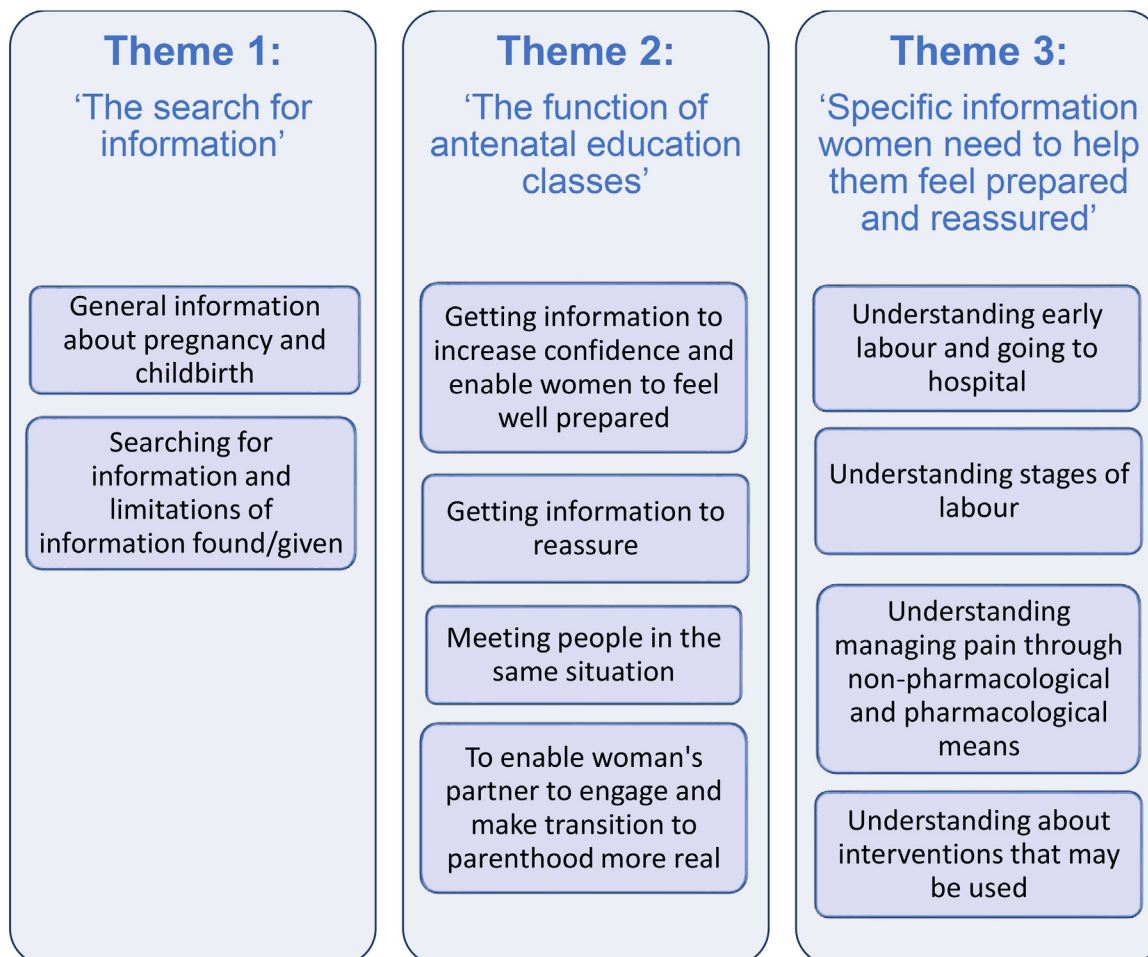 Theme 1:
‘The search for
information’
General information
about pregnancy and
childbirth
Searching for
information and
limitations of
information found/given
Theme 2:
‘The function of
antenatal education
classes’
Getting information to
increase confidence and
enable women to feel
well prepared
Getting information to
reassure
Meeting people in the
same situation
To enable woman's
partner to engage and
make transition to
parenthood more real
Theme 3:
‘Specific information
women need to help
them feel prepared
and reassured’
Understanding early
labour and going to
hospital
Understanding stages of
labour
Understanding
managing pain through
non-pharmacological
and pharmacological
means
Understanding about
interventions that may
be used